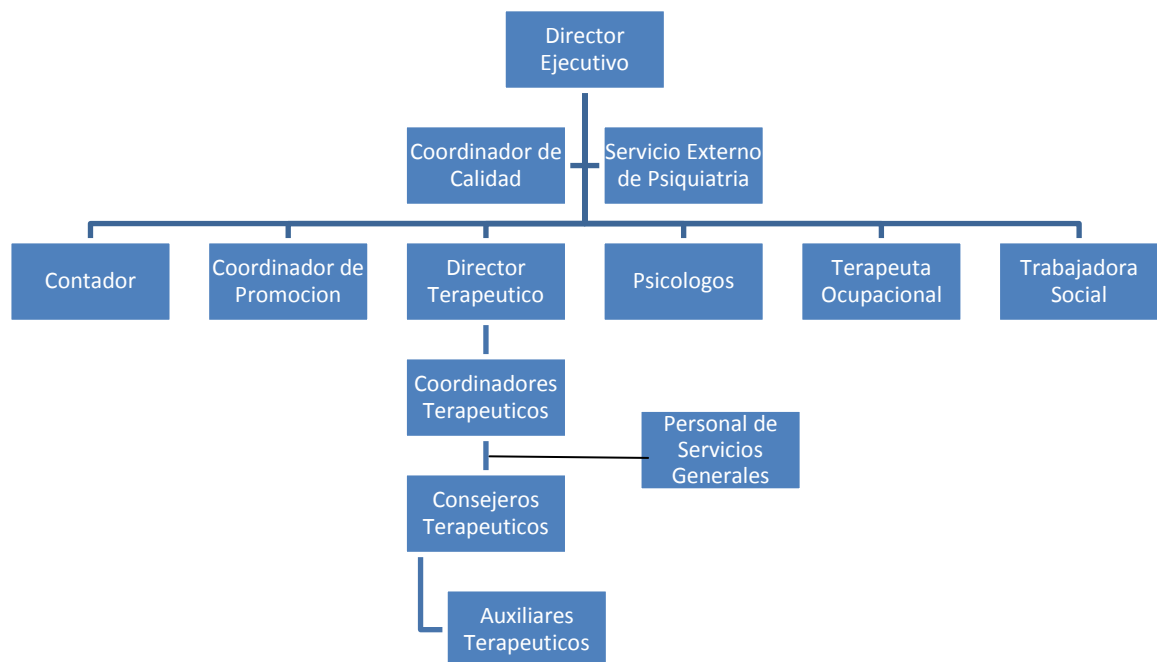 Director
Ejecutivo
Coordinador de
Calidad
Servicio Externo
de Psiquiatria
Contador
Coordinador de
Promocion
Director
Terapeutico
Psicologos
Terapeuta
Ocupacional
Trabajadora
Social
Coordinadores
Terapeuticos
Personal de
Servicios
Generales
Consejeros
Terapeuticos
Auxiliares
Terapeuticos